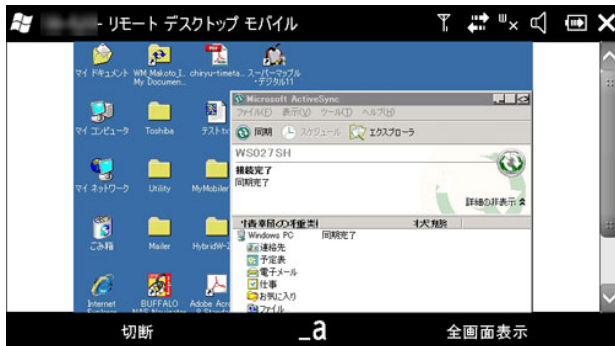 - リモート デスクトップ モバイル
マイ ドキュメント
WM_Makoto_I... My Documen...
chiryu-timeta...
スーパーマップル・デジタル11
マイ コンピュータ
Toshiba
テスト.tx
マイ ネットワーク
Utility
MyMobiler
ごみ箱
Mailer
HybridW-Z
Internet
BUFFALO
Adobe Acro
Microsoft ActiveSync
ファイル(F) 表示(V) ツール(T) ヘルプ(H)
同期 スケジュール エクスプローラ
WS027SH
接続完了
同期完了
詳細の非表示
情報の種類 状態
Windows PC 同期完了
連絡先
予定表
電子メール
仕事
お気に入り
ファイル
切断 _a 全画面表示